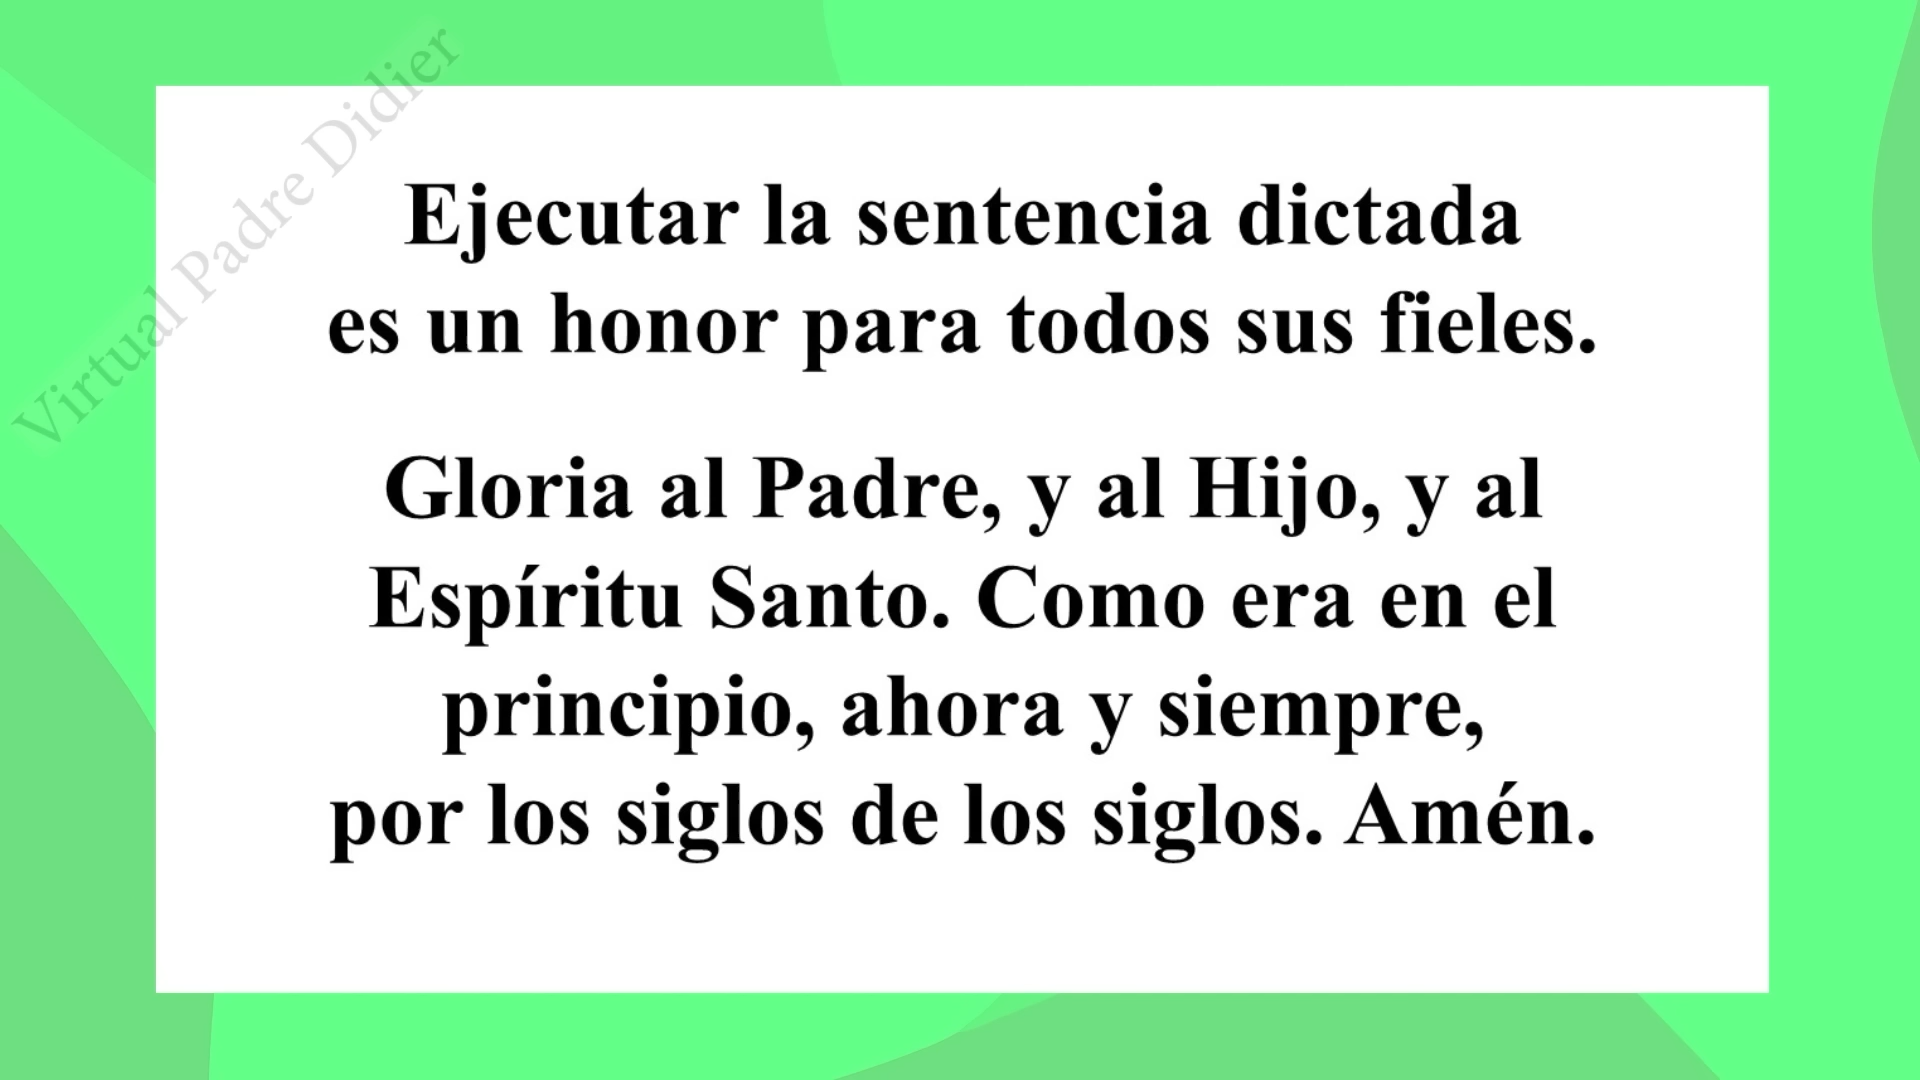 Virtual Padre Didier
Ejecutar la sentencia dictada
es un honor para todos sus fieles.
Gloria al Padre, y al Hijo, y al
Espíritu Santo. Como era en el
principio, ahora y siempre,
por los siglos de los siglos. Amén.